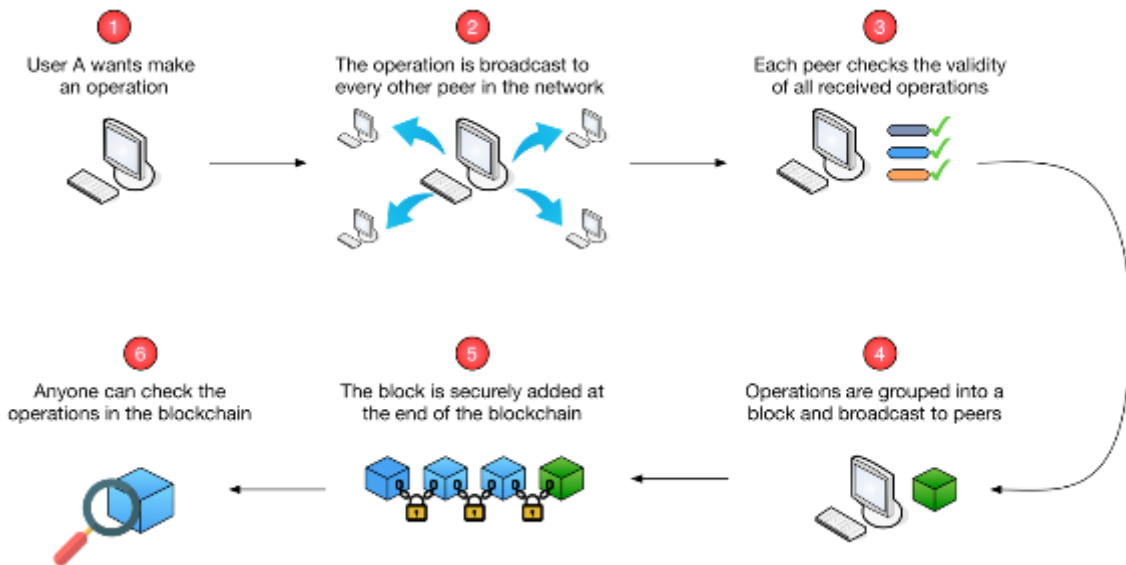 1
User A wants make
an operation
2
The operation is broadcast to
every other peer in the network
3
Each peer checks the validity
of all received operations
4
Operations are grouped into a
block and broadcast to peers
5
The block is securely added at
the end of the blockchain
6
Anyone can check the
operations in the blockchain